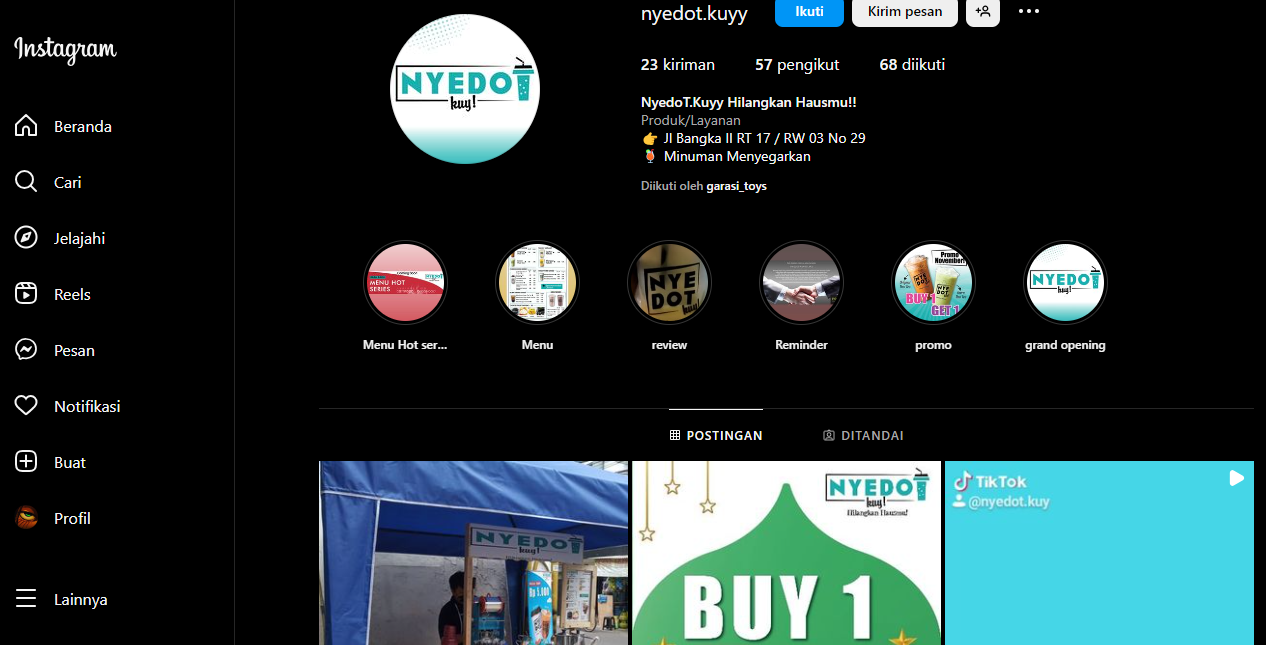 Instagram
Beranda
Cari
Jelajahi
Reels
Pesan
Notifikasi
Buat
Profil
Lainnya
nyedot.kuyy
Ikuti
Kirim pesan
NYEDOT
kuy!
23 kiriman
57 pengikut
68 diikuti
NyedoT.Kuyy Hilangkan Hausmu!!
Produk/Layanan
Jl Bangka II RT 17 / RW 03 No 29
Minuman Menyegarkan
Diikuti oleh garasi_toys
MENU HOT
SERIES
NYE
DOT
kuy!
Promo
November
BUY 1
GET 1
NYEDOT
kuy!
Menu Hot ser...
Menu
review
Reminder
promo
grand opening
POSTINGAN
DITANDAI
NYEDOT
kuy!
Rp 5.000
NYEDOT
kuy!
Hilangkan Hausmu!
BUY 1
TikTok
@nyedot.kuy